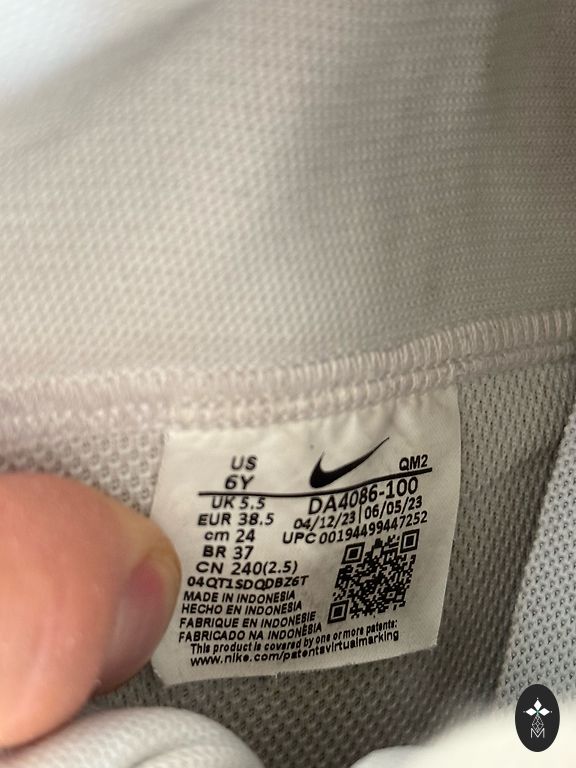 US
6Y
QM2
UK 5.5
DA4086-100
EUR 38.5
04/12/23 | 06/05/23
cm 24
UPC 00194499447252
BR 37
CN 240(2.5)
04QT1SDQDBZ6T
MADE IN INDONESIA
HECHO EN INDONESIA
FABRIQUE EN INDONESIE
FABRICADO NA INDONÉSIA
This product is covered by one or more patents:
www.nike.com/patentsvirtualmarking
M